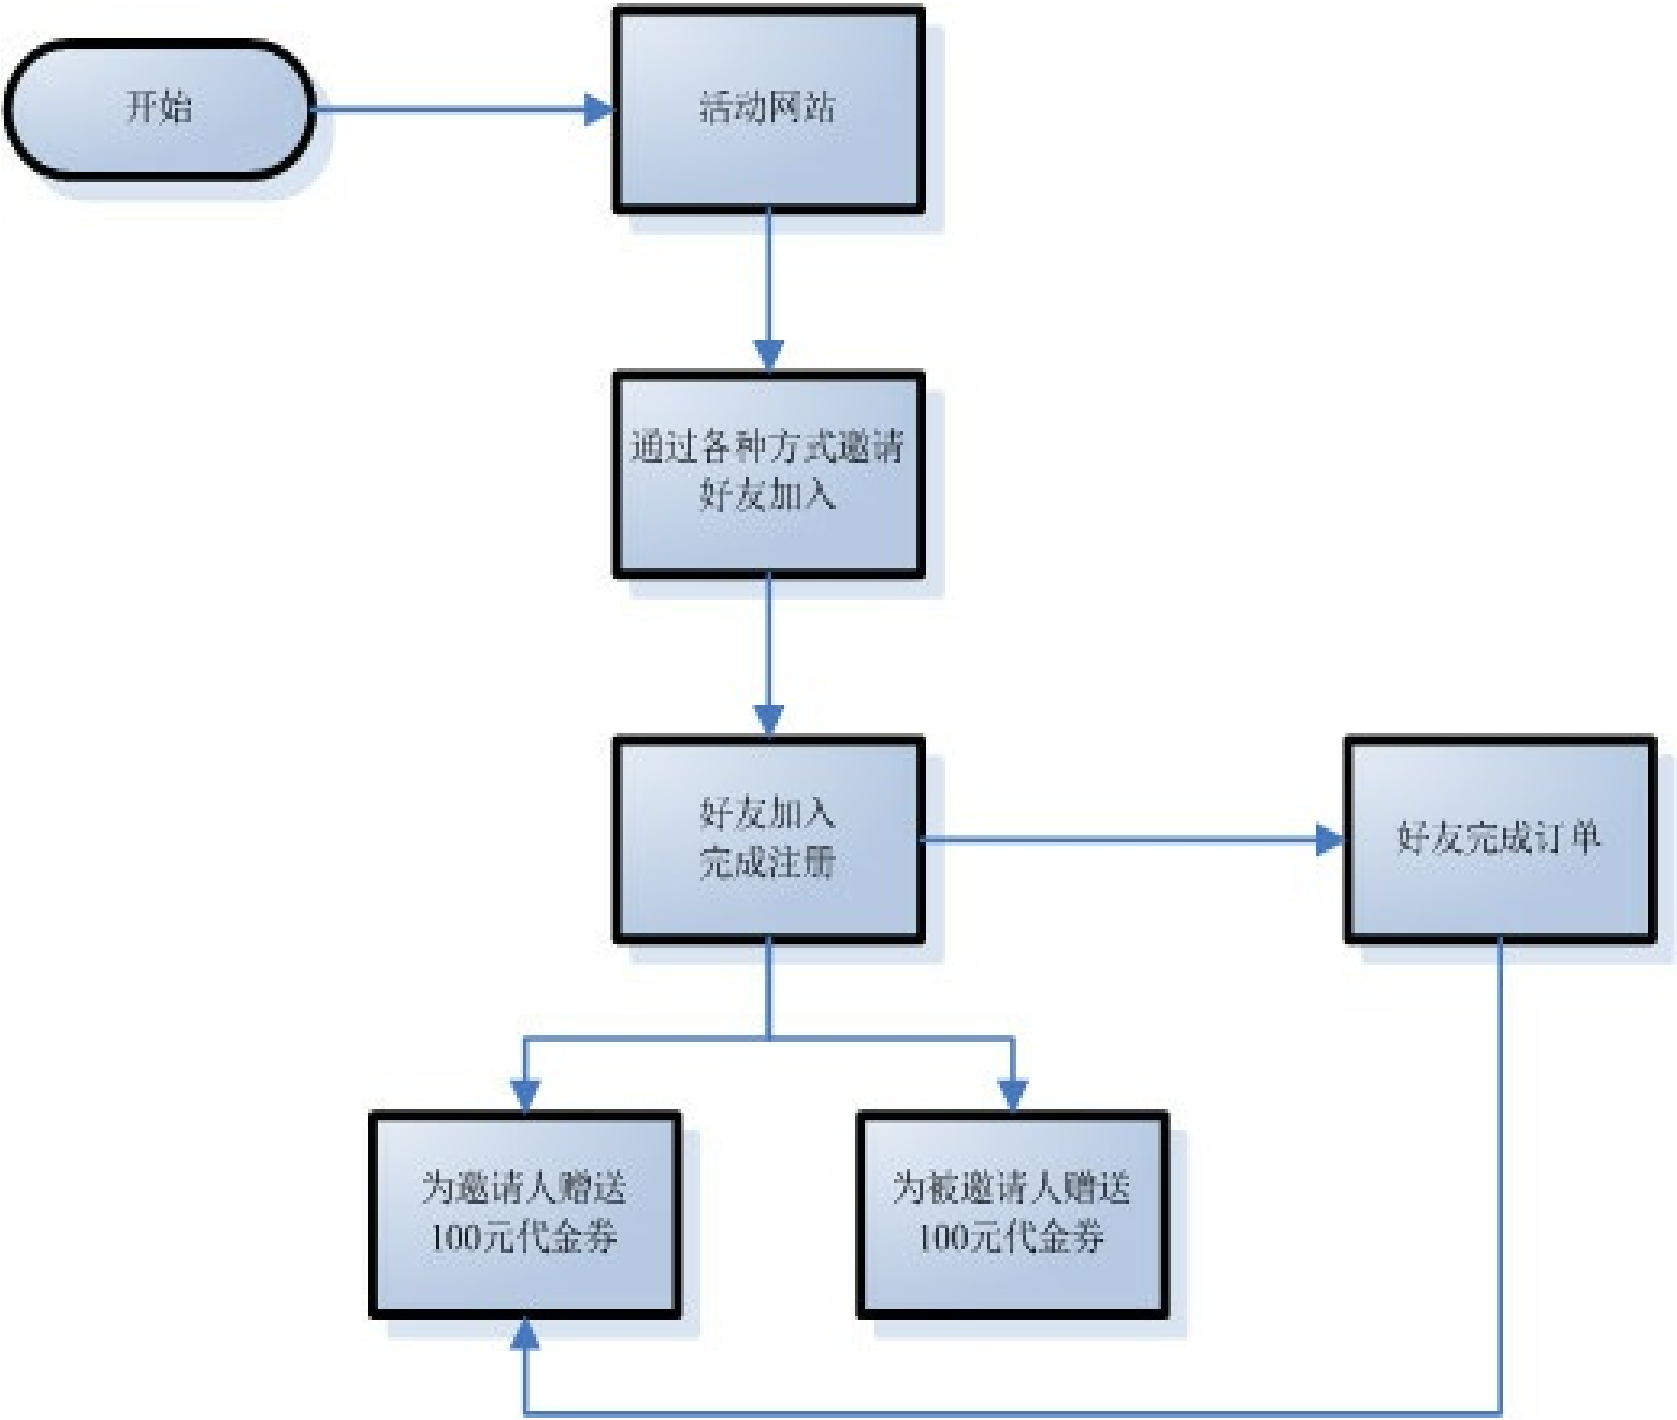 开始
活动网站
通过各种方式邀请
好友加入
好友加入
完成注册
好友完成订单
为邀请人赠送
100元代金券
为被邀请人赠送
100元代金券